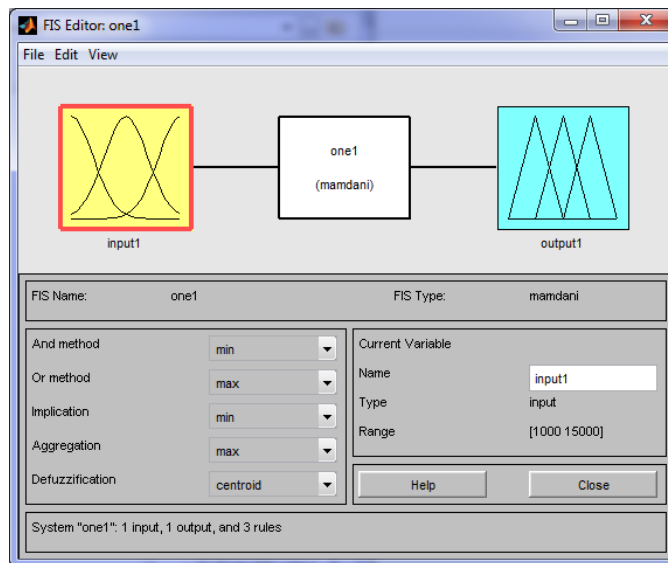 FIS Editor: one1
File Edit View
one1
(mamdani)
input1
output1
FIS Name: one1 FIS Type: mamdani
And method min
Or method max
Implication min
Aggregation max
Defuzzification centroid
Current Variable
Name input1
Type input
Range [1000 15000]
Help Close
System "one1": 1 input, 1 output, and 3 rules